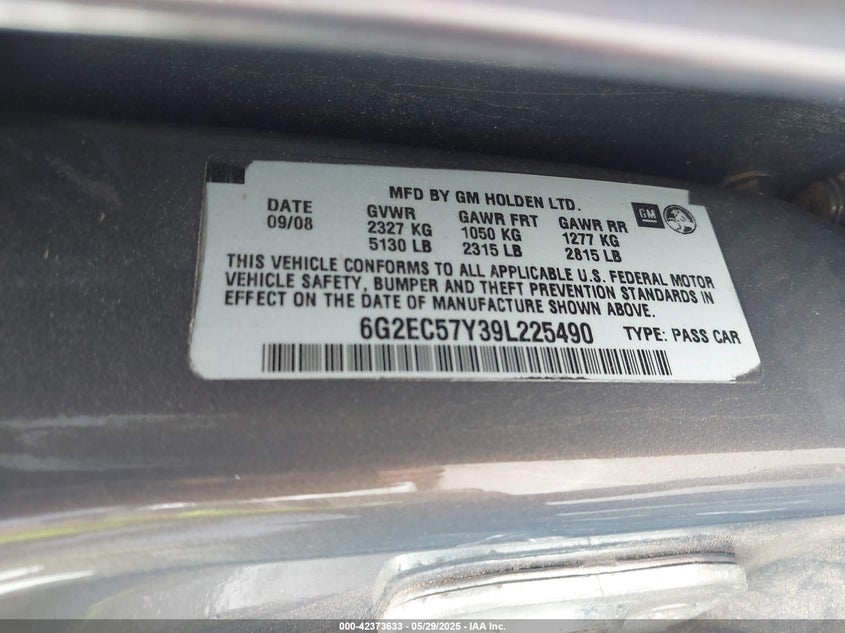 MFD BY GM HOLDEN LTD.
DATE GVWR GAWR FRT GAWR RR GM
09/08 2327 KG 1050 KG 1277 KG
5130 LB 2315 LB 2815 LB
THIS VEHICLE CONFORMS TO ALL APPLICABLE U.S. FEDERAL MOTOR
VEHICLE SAFETY, BUMPER AND THEFT PREVENTION STANDARDS IN
EFFECT ON THE DATE OF MANUFACTURE SHOWN ABOVE.
6G2EC57Y39L225490 TYPE: PASS CAR
000-42373633 - 05/29/2025 - IAA Inc.